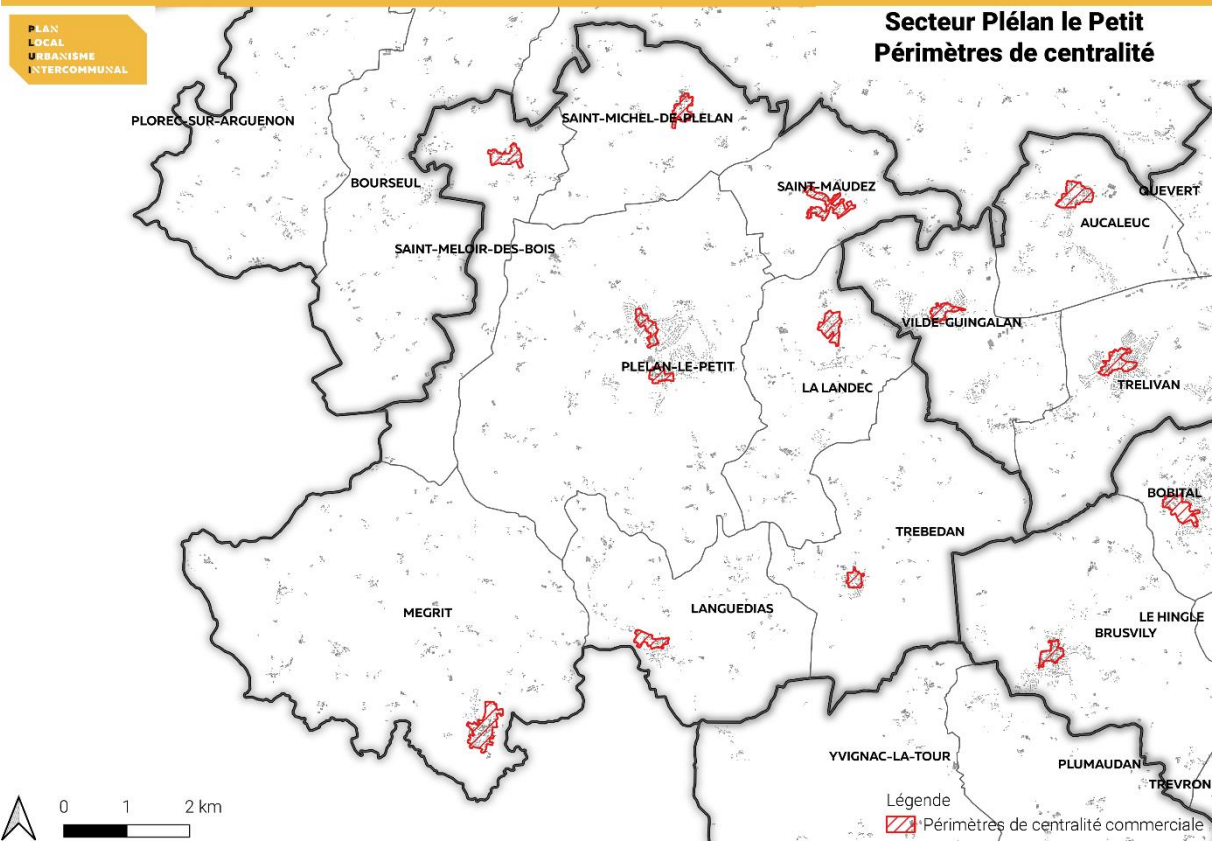 PLAN
LOCAL
URBANISME
INTERCOMMUNAL
Secteur Plélan le Petit
Périmètres de centralité
PLOREC-SUR-ARGUENON
SAINT-MICHEL-DE-PLELAN
BOURSEUL
SAINT-MAUDEZ
QUEVERT
AUCALEUC
SAINT-MELOIR-DES-BOIS
VILDE-GUINGALAN
PLELAN-LE-PETIT
LA LANDEC
TRELIVAN
BOBITAL
TREBEDAN
MEGRIT
LANGUEDIAS
LE HINGLE
BRUSVILY
YVIGNAC-LA-TOUR
PLUMAUDAN
TREVRON
0 1 2 km
Légende
Périmètres de centralité commerciale